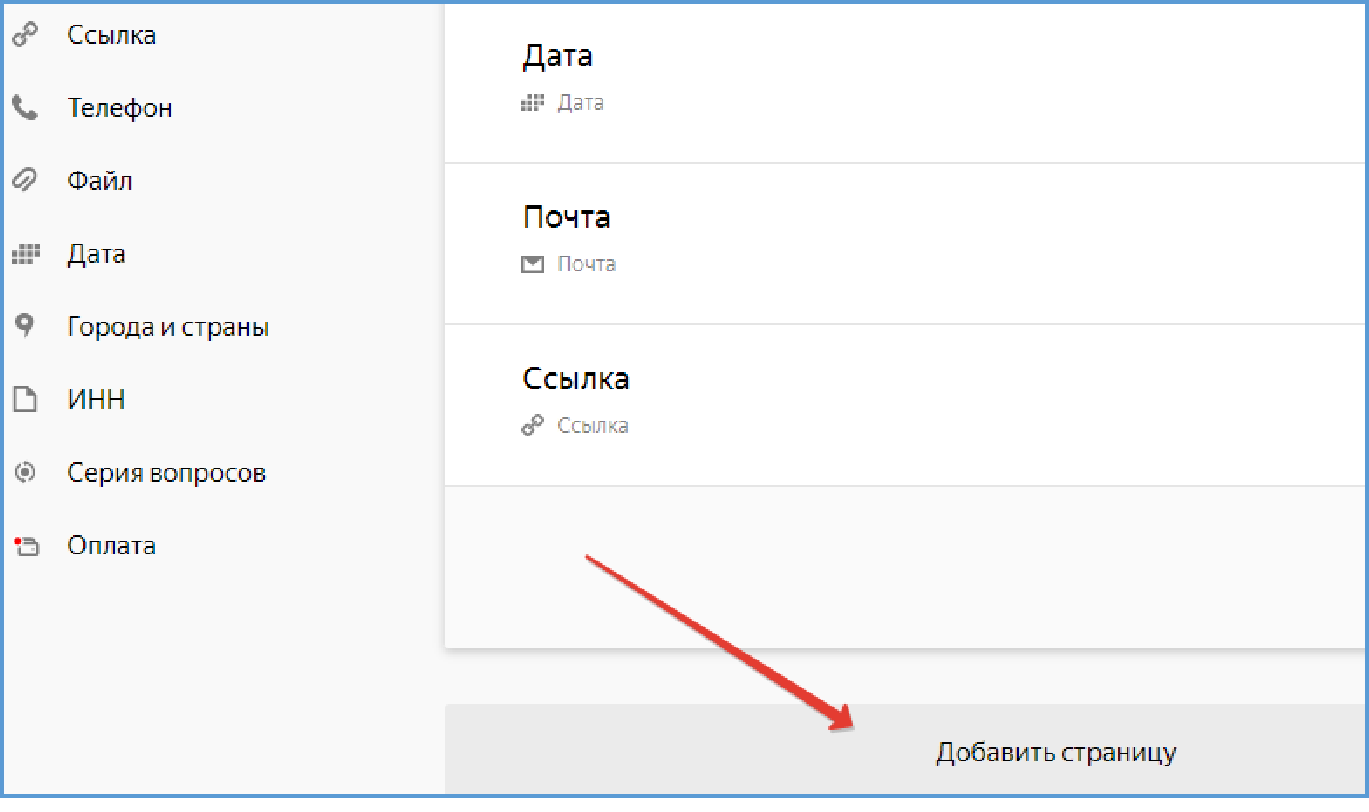 Ссылка
Телефон
Файл
Дата
Города и страны
ИНН
Серия вопросов
Оплата
Дата
Дата
Почта
Почта
Ссылка
Ссылка
Добавить страницу